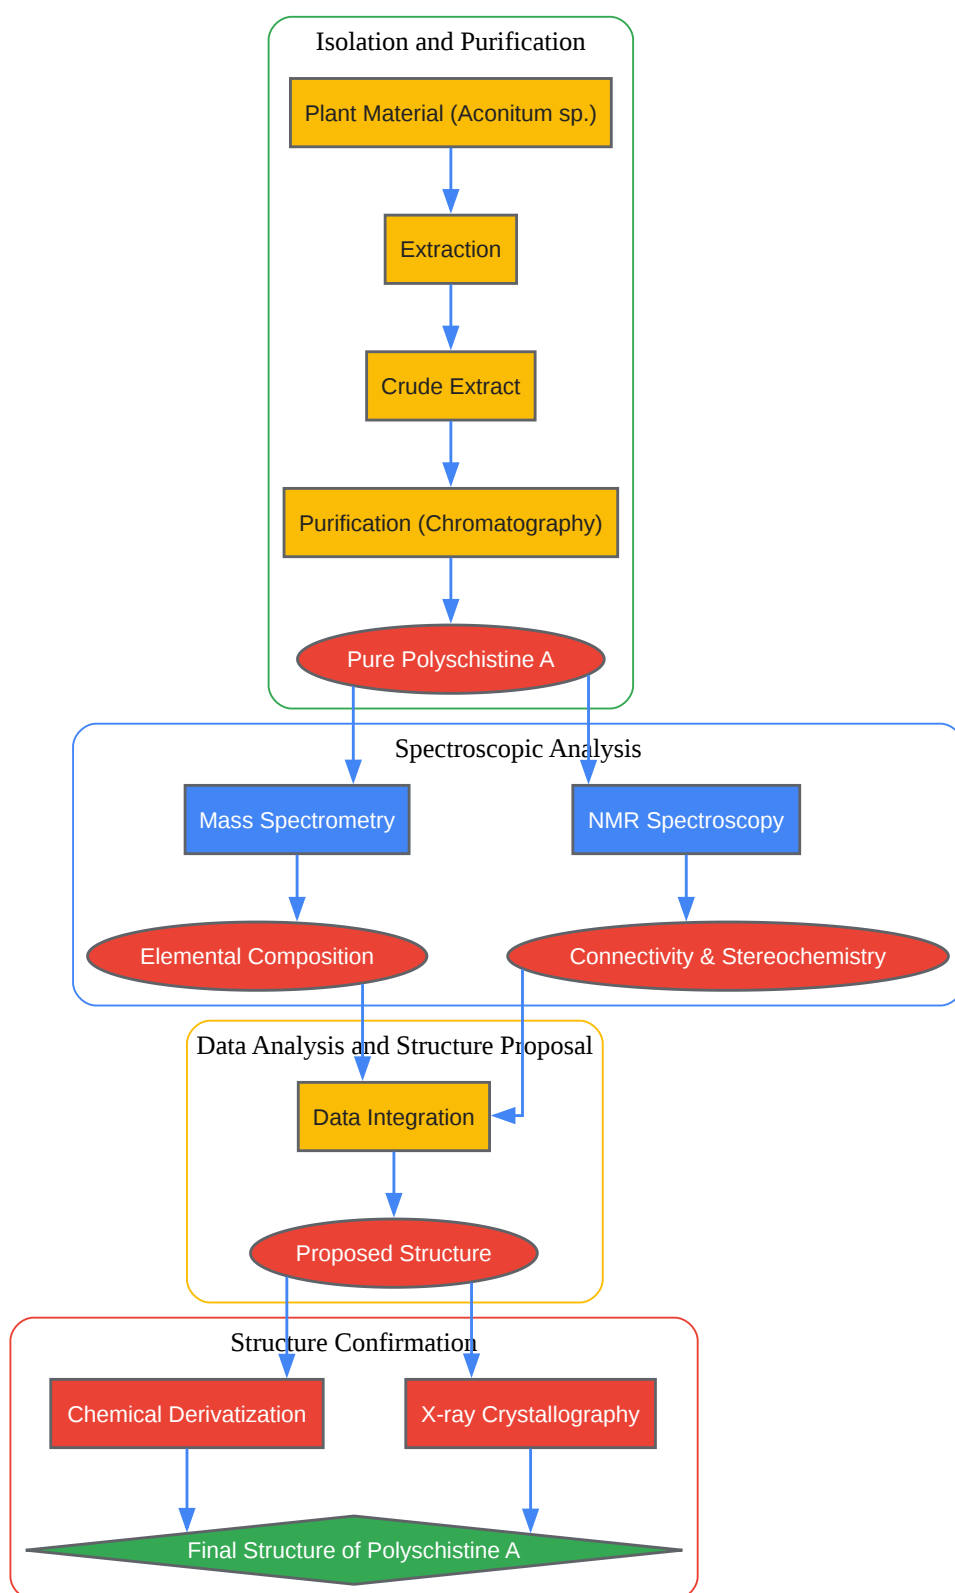 Isolation and Purification
Plant Material (Aconitum sp.)
Extraction
Crude Extract
Purification (Chromatography)
Pure Polyschistine A
Spectroscopic Analysis
Mass Spectrometry
NMR Spectroscopy
Elemental Composition
Connectivity & Stereochemistry
Data Analysis and Structure Proposal
Data Integration
Proposed Structure
Structure Confirmation
Chemical Derivatization
X-ray Crystallography
Final Structure of Polyschistine A